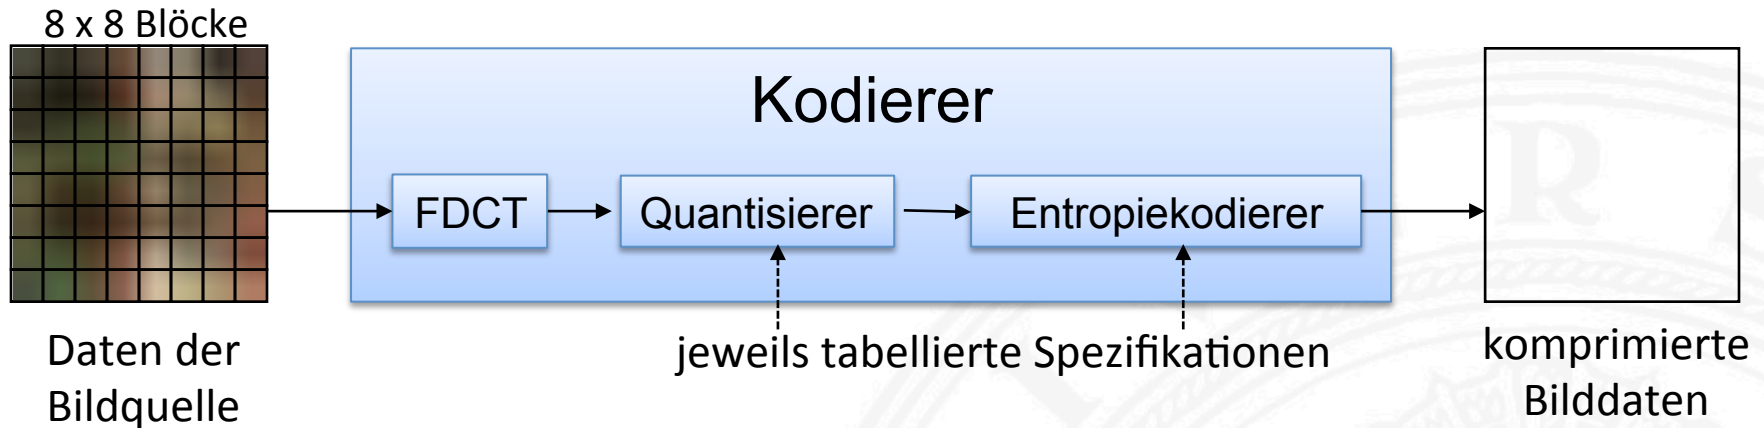 8 x 8 Blöcke
Kodierer
FDCT
Quantisierer
Entropiekodierer
jeweils tabellierte Spezifikationen
Daten der
Bildquelle
komprimierte
Bilddaten